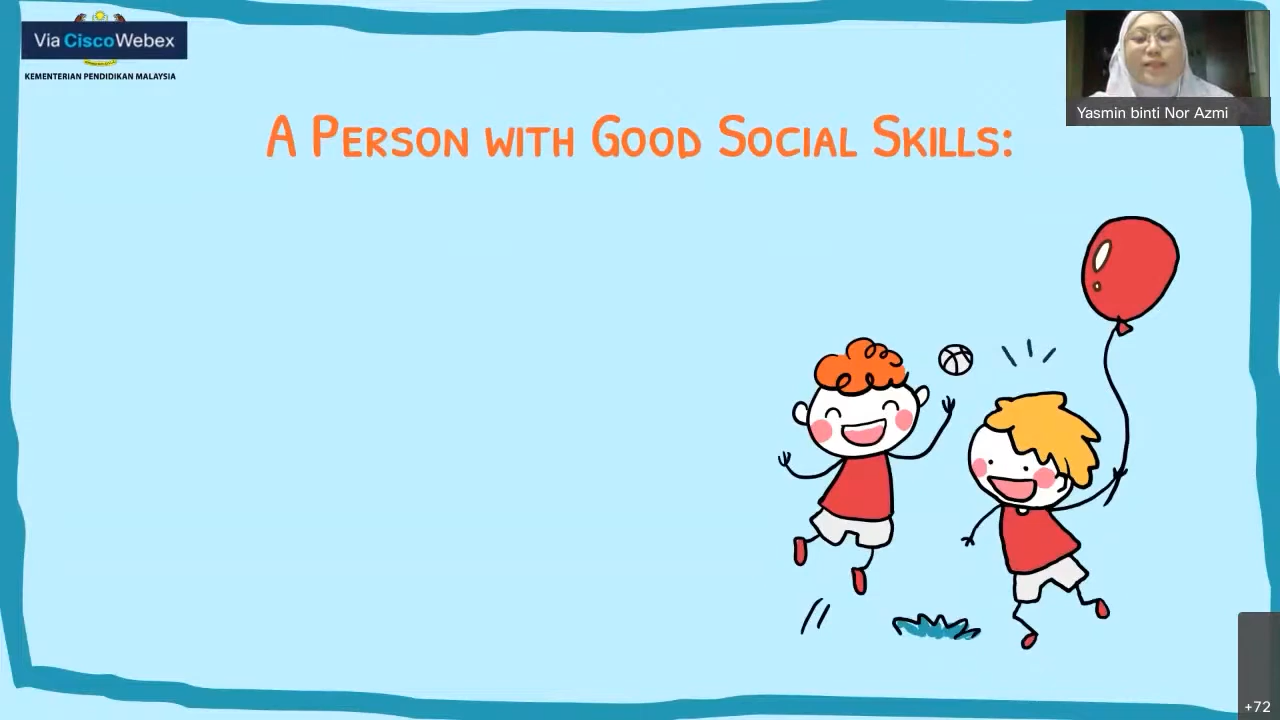 Via CiscoWebex
KEMENTERIAN PENDIDIKAN MALAYSIA
Yasmin binti Nor Azmi
A PERSON WITH GOOD SOCIAL SKILLS:
+72